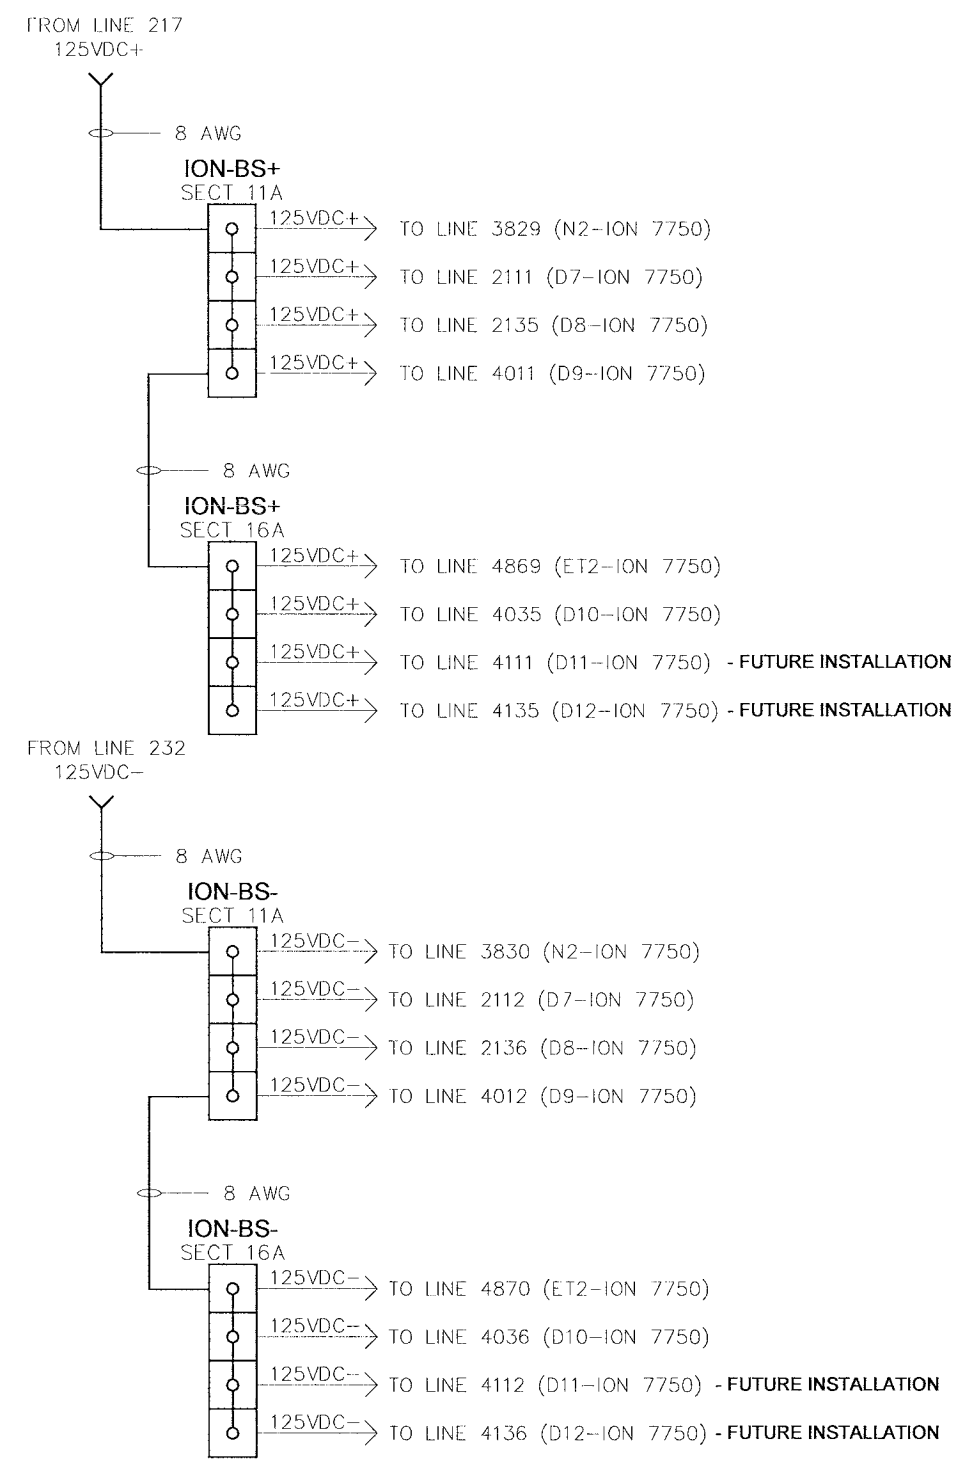 FROM LINE 217
125VDC+
8 AWG
ION-BS+
SECT 11A
125VDC+ TO LINE 3829 (N2-ION 7750)
125VDC+ TO LINE 2111 (D7-ION 7750)
125VDC+ TO LINE 2135 (D8-ION 7750)
125VDC+ TO LINE 4011 (D9-ION 7750)
8 AWG
ION-BS+
SECT 16A
125VDC+ TO LINE 4869 (ET2-ION 7750)
125VDC+ TO LINE 4035 (D10-ION 7750)
125VDC+ TO LINE 4111 (D11-ION 7750) - FUTURE INSTALLATION
125VDC+ TO LINE 4135 (D12-ION 7750) - FUTURE INSTALLATION
FROM LINE 232
125VDC-
8 AWG
ION-BS-
SECT 11A
125VDC- TO LINE 3830 (N2-ION 7750)
125VDC- TO LINE 2112 (D7-ION 7750)
125VDC- TO LINE 2136 (D8-ION 7750)
125VDC- TO LINE 4012 (D9-ION 7750)
8 AWG
ION-BS-
SECT 16A
125VDC- TO LINE 4870 (ET2-ION 7750)
125VDC- TO LINE 4036 (D10-ION 7750)
125VDC- TO LINE 4112 (D11-ION 7750) - FUTURE INSTALLATION
125VDC- TO LINE 4136 (D12-ION 7750) - FUTURE INSTALLATION